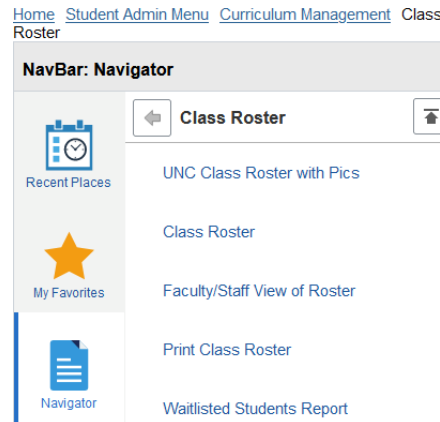 Home Student Admin Menu Curriculum Management Class
Roster
NavBar: Navigator
Class Roster
Recent Places
UNC Class Roster with Pics
Class Roster
My Favorites
Faculty/Staff View of Roster
Print Class Roster
Navigator
Waitlisted Students Report